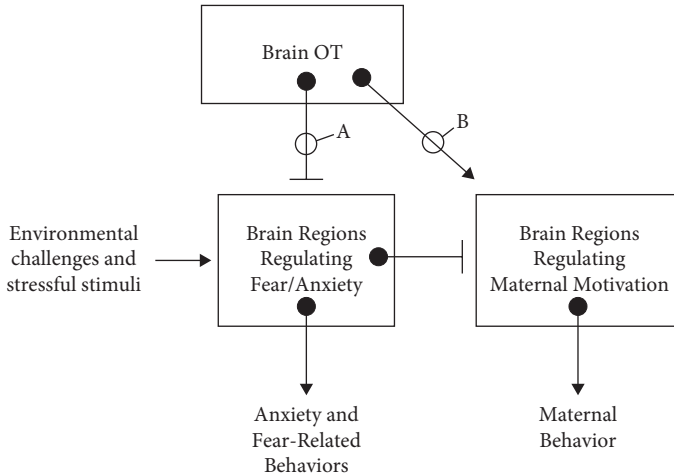 Brain OT
A
B
Environmental
challenges and
stressful stimuli
Brain Regions
Regulating
Fear/Anxiety
Brain Regions
Regulating
Maternal Motivation
Anxiety and
Fear-Related
Behaviors
Maternal
Behavior